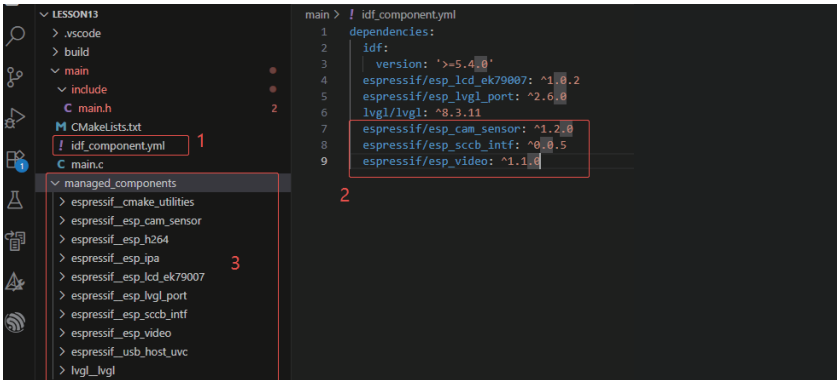 LESSON13
.vscode
build
main
include
main.h
2
CMakeLists.txt
idf_component.yml
1
main.c
managed_components
espressif__cmake_utilities
espressif__esp_cam_sensor
espressif__esp_h264
espressif__esp_ipa
3
espressif__esp_lcd_ek79007
espressif__esp_lvgl_port
espressif__esp_sccb_intf
espressif__esp_video
espressif__usb_host_uvc
lvgl__lvgl
1
main > ! idf_component.yml
1 dependencies:
2 idf:
3 version: '>=5.4.0'
4 espressif/esp_lcd_ek79007: ^1.0.2
5 espressif/esp_lvgl_port: ^2.6.0
6 lvgl/lvgl: ^8.3.11
7 espressif/esp_cam_sensor: ^1.2.0
8 espressif/esp_sccb_intf: ^0.0.5
9 espressif/esp_video: ^1.1.0
2